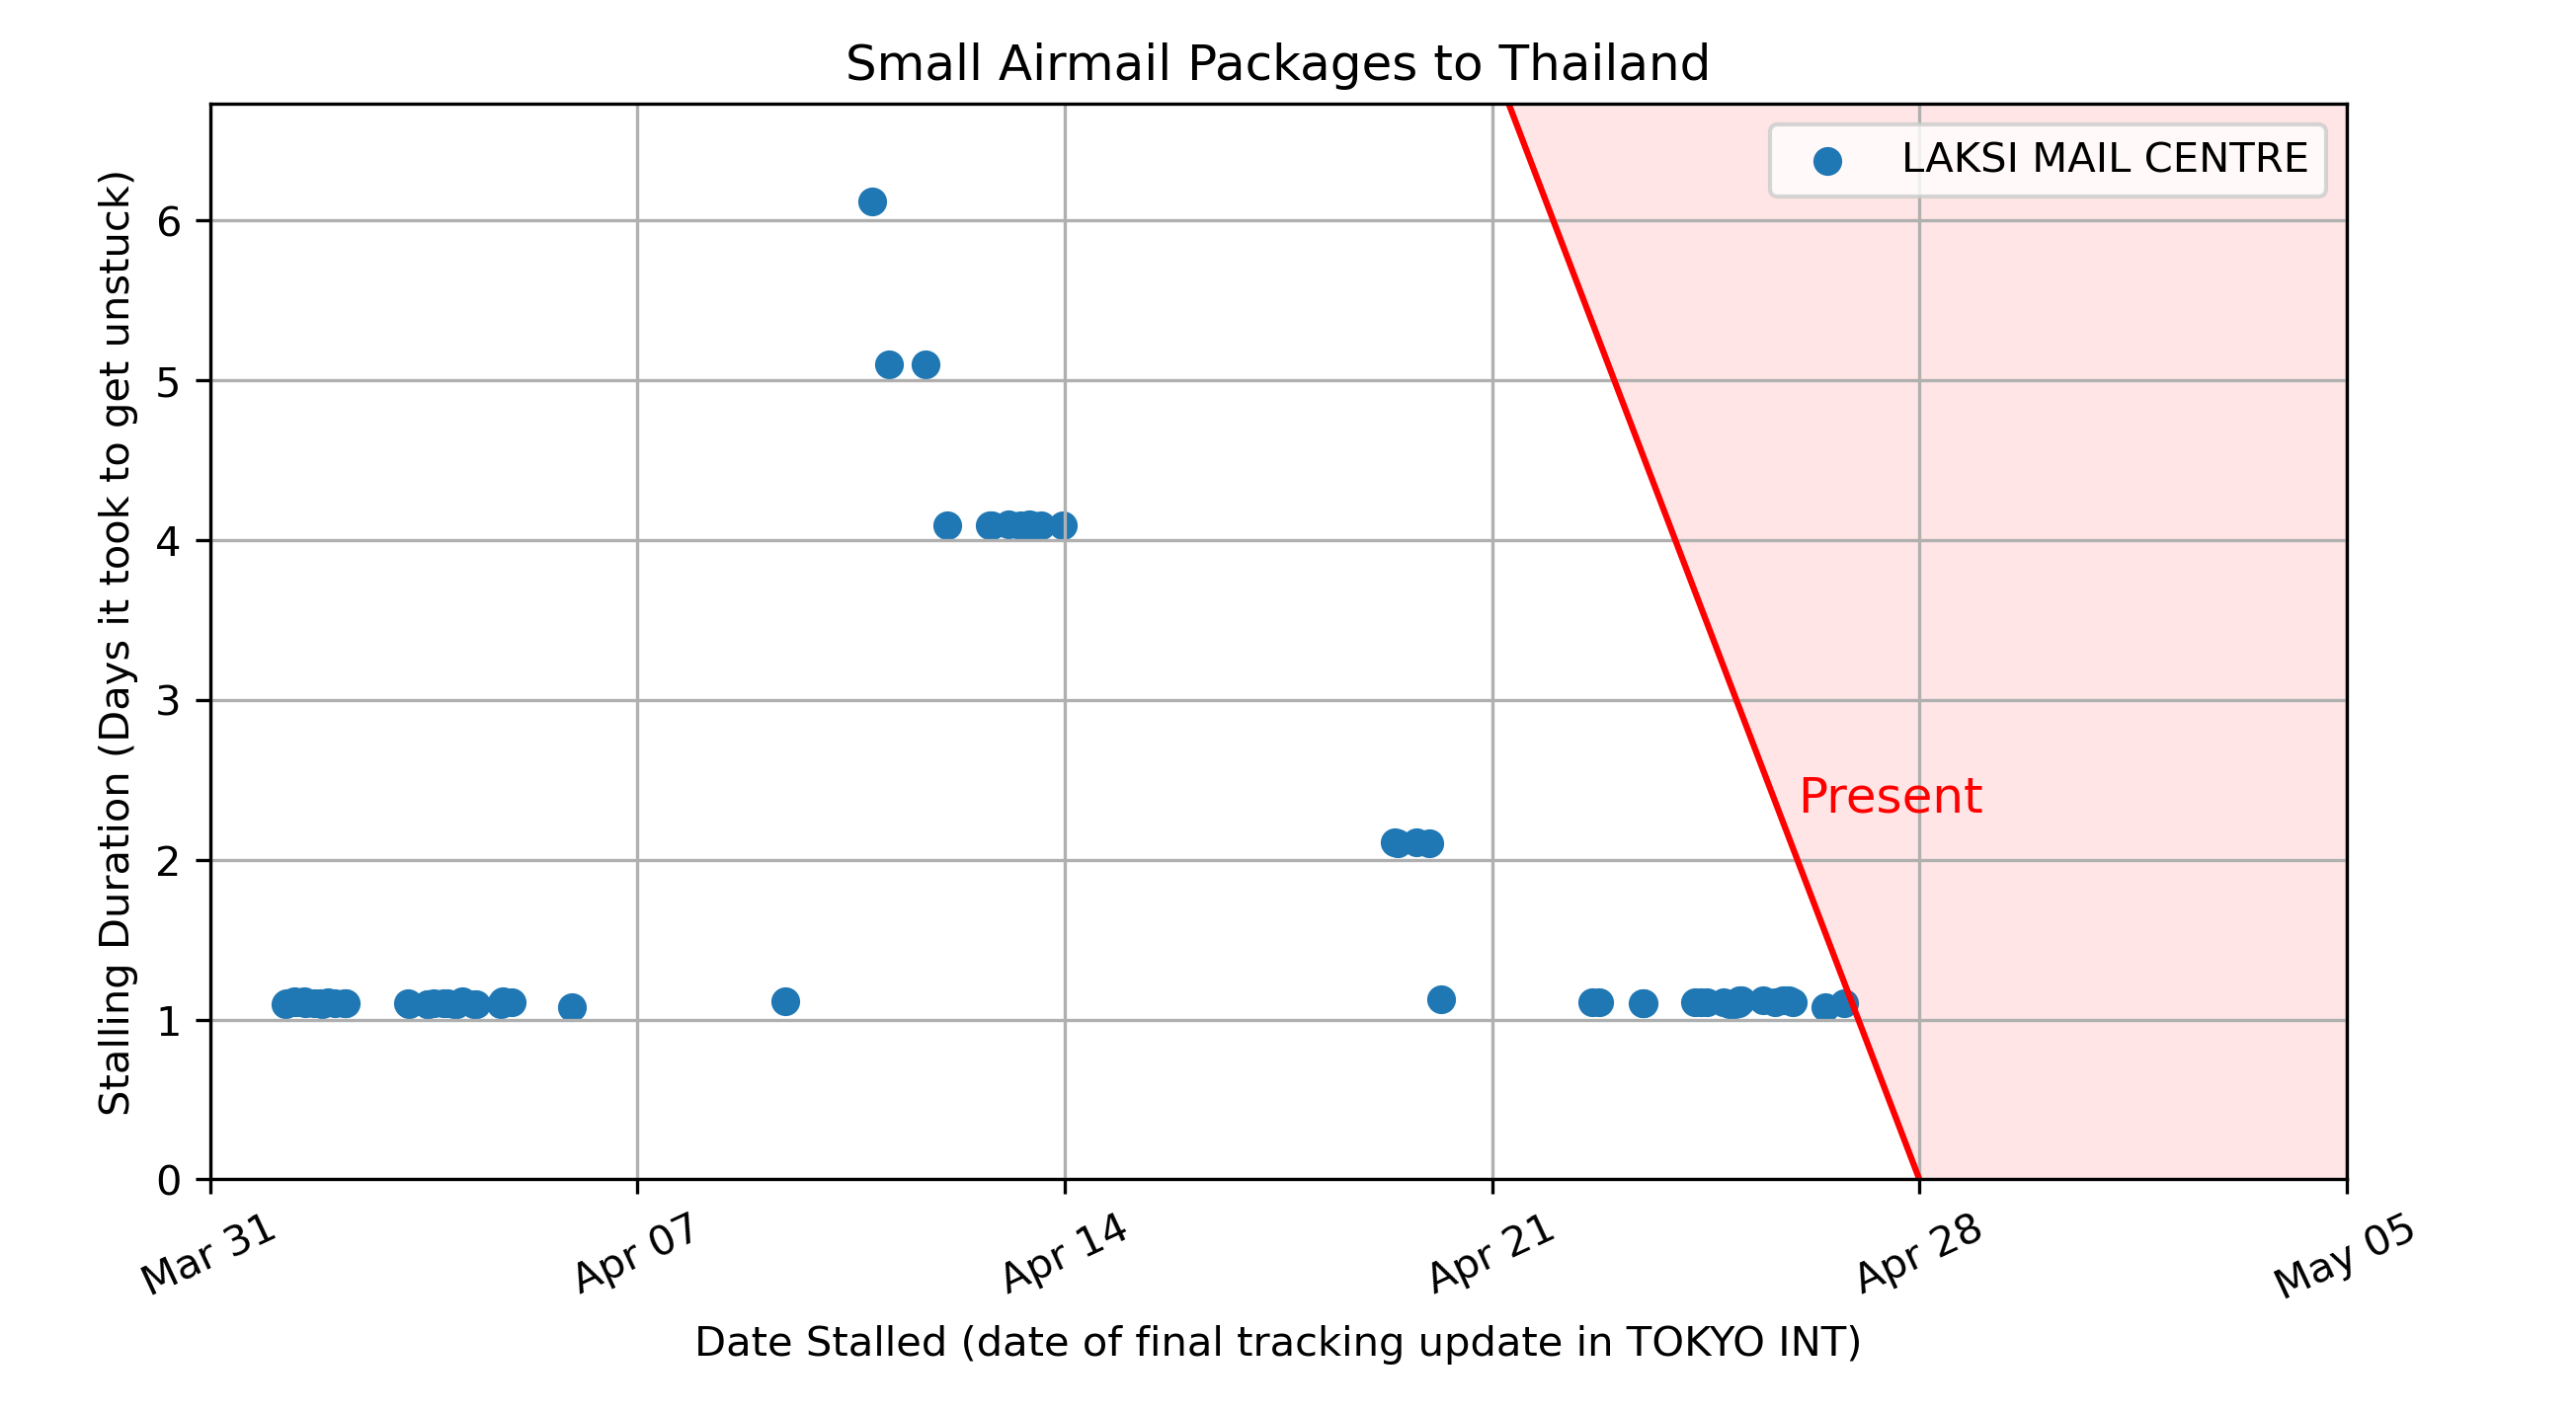 Small Airmail Packages to Thailand
LAKSI MAIL CENTRE
Stalling Duration (Days it took to get unstuck)
6
5
4
3
2
1
0
Present
Mar 31
Apr 07
Apr 14
Apr 21
Apr 28
May 05
Date Stalled (date of final tracking update in TOKYO INT)